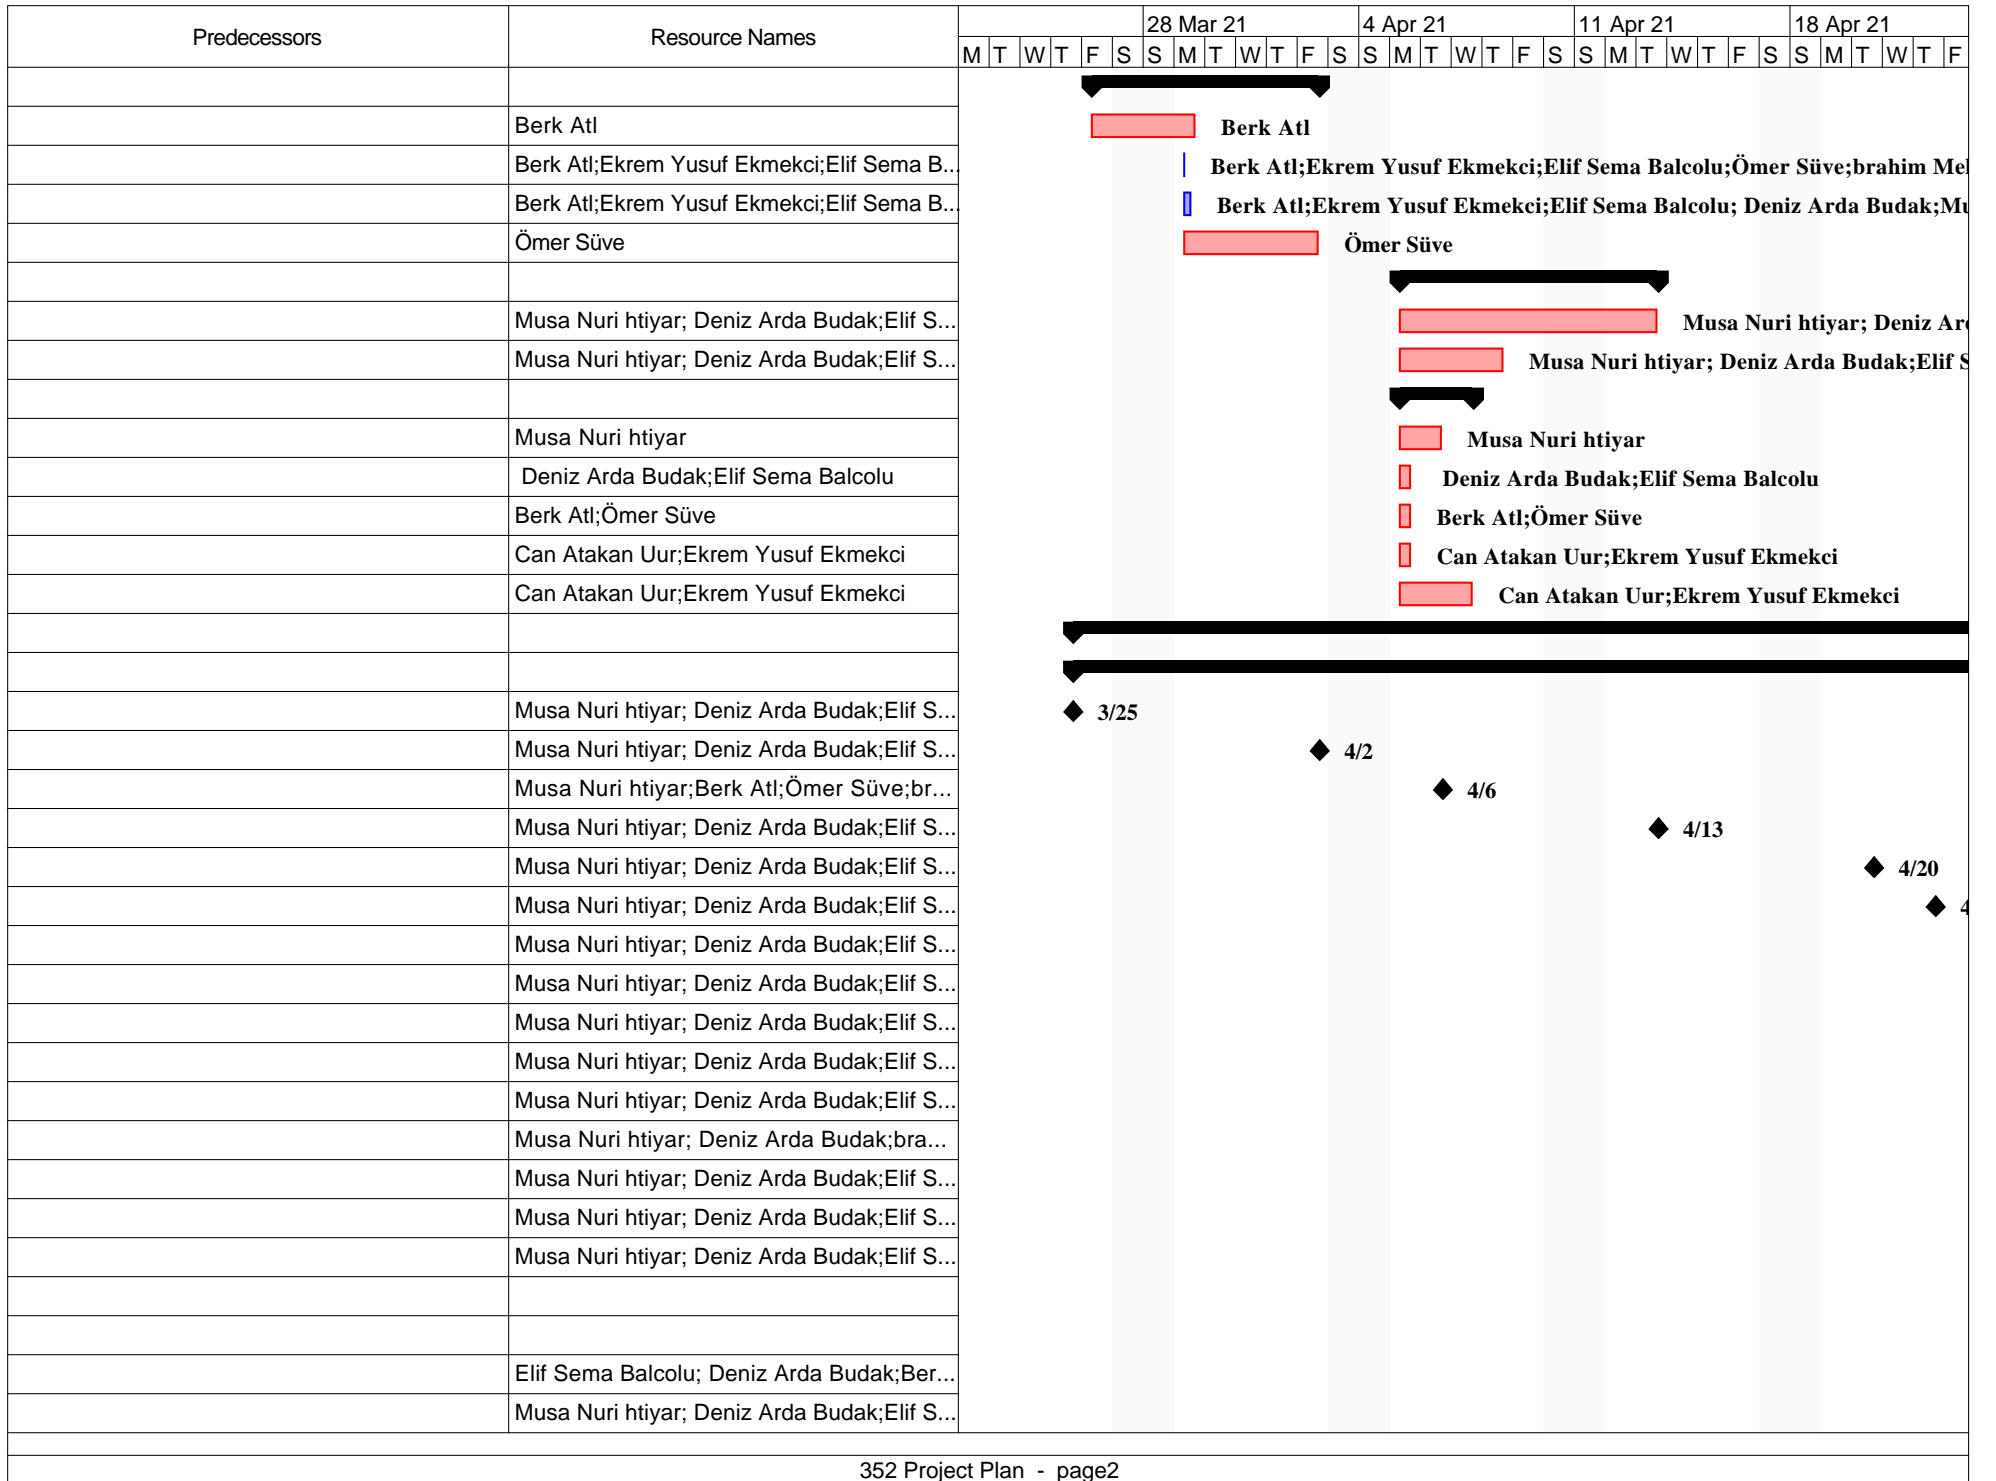 Predecessors Resource Names 28 Mar 21 4 Apr 21 11 Apr 21 18 Apr 21
M T W T F S S M T W T F S S M T W T F S S M T W T F S S M T W T F
Berk Atl Berk Atl
Berk Atl;Ekrem Yusuf Ekmekci;Elif Sema B... Berk Atl;Ekrem Yusuf Ekmekci;Elif Sema Balcolu;Ömer Süve;brahim Me
Berk Atl;Ekrem Yusuf Ekmekci;Elif Sema B... Berk Atl;Ekrem Yusuf Ekmekci;Elif Sema Balcolu; Deniz Arda Budak;Mu
Ömer Süve Ömer Süve
Musa Nuri htiyar; Deniz Arda Budak;Elif S... Musa Nuri htiyar; Deniz Ar
Musa Nuri htiyar; Deniz Arda Budak;Elif S... Musa Nuri htiyar; Deniz Arda Budak;Elif S
Musa Nuri htiyar Musa Nuri htiyar
Deniz Arda Budak;Elif Sema Balcolu Deniz Arda Budak;Elif Sema Balcolu
Berk Atl;Ömer Süve Berk Atl;Ömer Süve
Can Atakan Uur;Ekrem Yusuf Ekmekci Can Atakan Uur;Ekrem Yusuf Ekmekci
Can Atakan Uur;Ekrem Yusuf Ekmekci Can Atakan Uur;Ekrem Yusuf Ekmekci
Musa Nuri htiyar; Deniz Arda Budak;Elif S... 3/25
Musa Nuri htiyar; Deniz Arda Budak;Elif S... 4/2
Musa Nuri htiyar;Berk Atl;Ömer Süve;br... 4/6
Musa Nuri htiyar; Deniz Arda Budak;Elif S... 4/13
Musa Nuri htiyar; Deniz Arda Budak;Elif S... 4/20
Musa Nuri htiyar; Deniz Arda Budak;Elif S... 4
Musa Nuri htiyar; Deniz Arda Budak;Elif S...
Musa Nuri htiyar; Deniz Arda Budak;Elif S...
Musa Nuri htiyar; Deniz Arda Budak;Elif S...
Musa Nuri htiyar; Deniz Arda Budak;Elif S...
Musa Nuri htiyar; Deniz Arda Budak;Elif S...
Musa Nuri htiyar; Deniz Arda Budak;bra...
Musa Nuri htiyar; Deniz Arda Budak;Elif S...
Musa Nuri htiyar; Deniz Arda Budak;Elif S...
Musa Nuri htiyar; Deniz Arda Budak;Elif S...
Elif Sema Balcolu; Deniz Arda Budak;Ber...
Musa Nuri htiyar; Deniz Arda Budak;Elif S...
352 Project Plan - page2